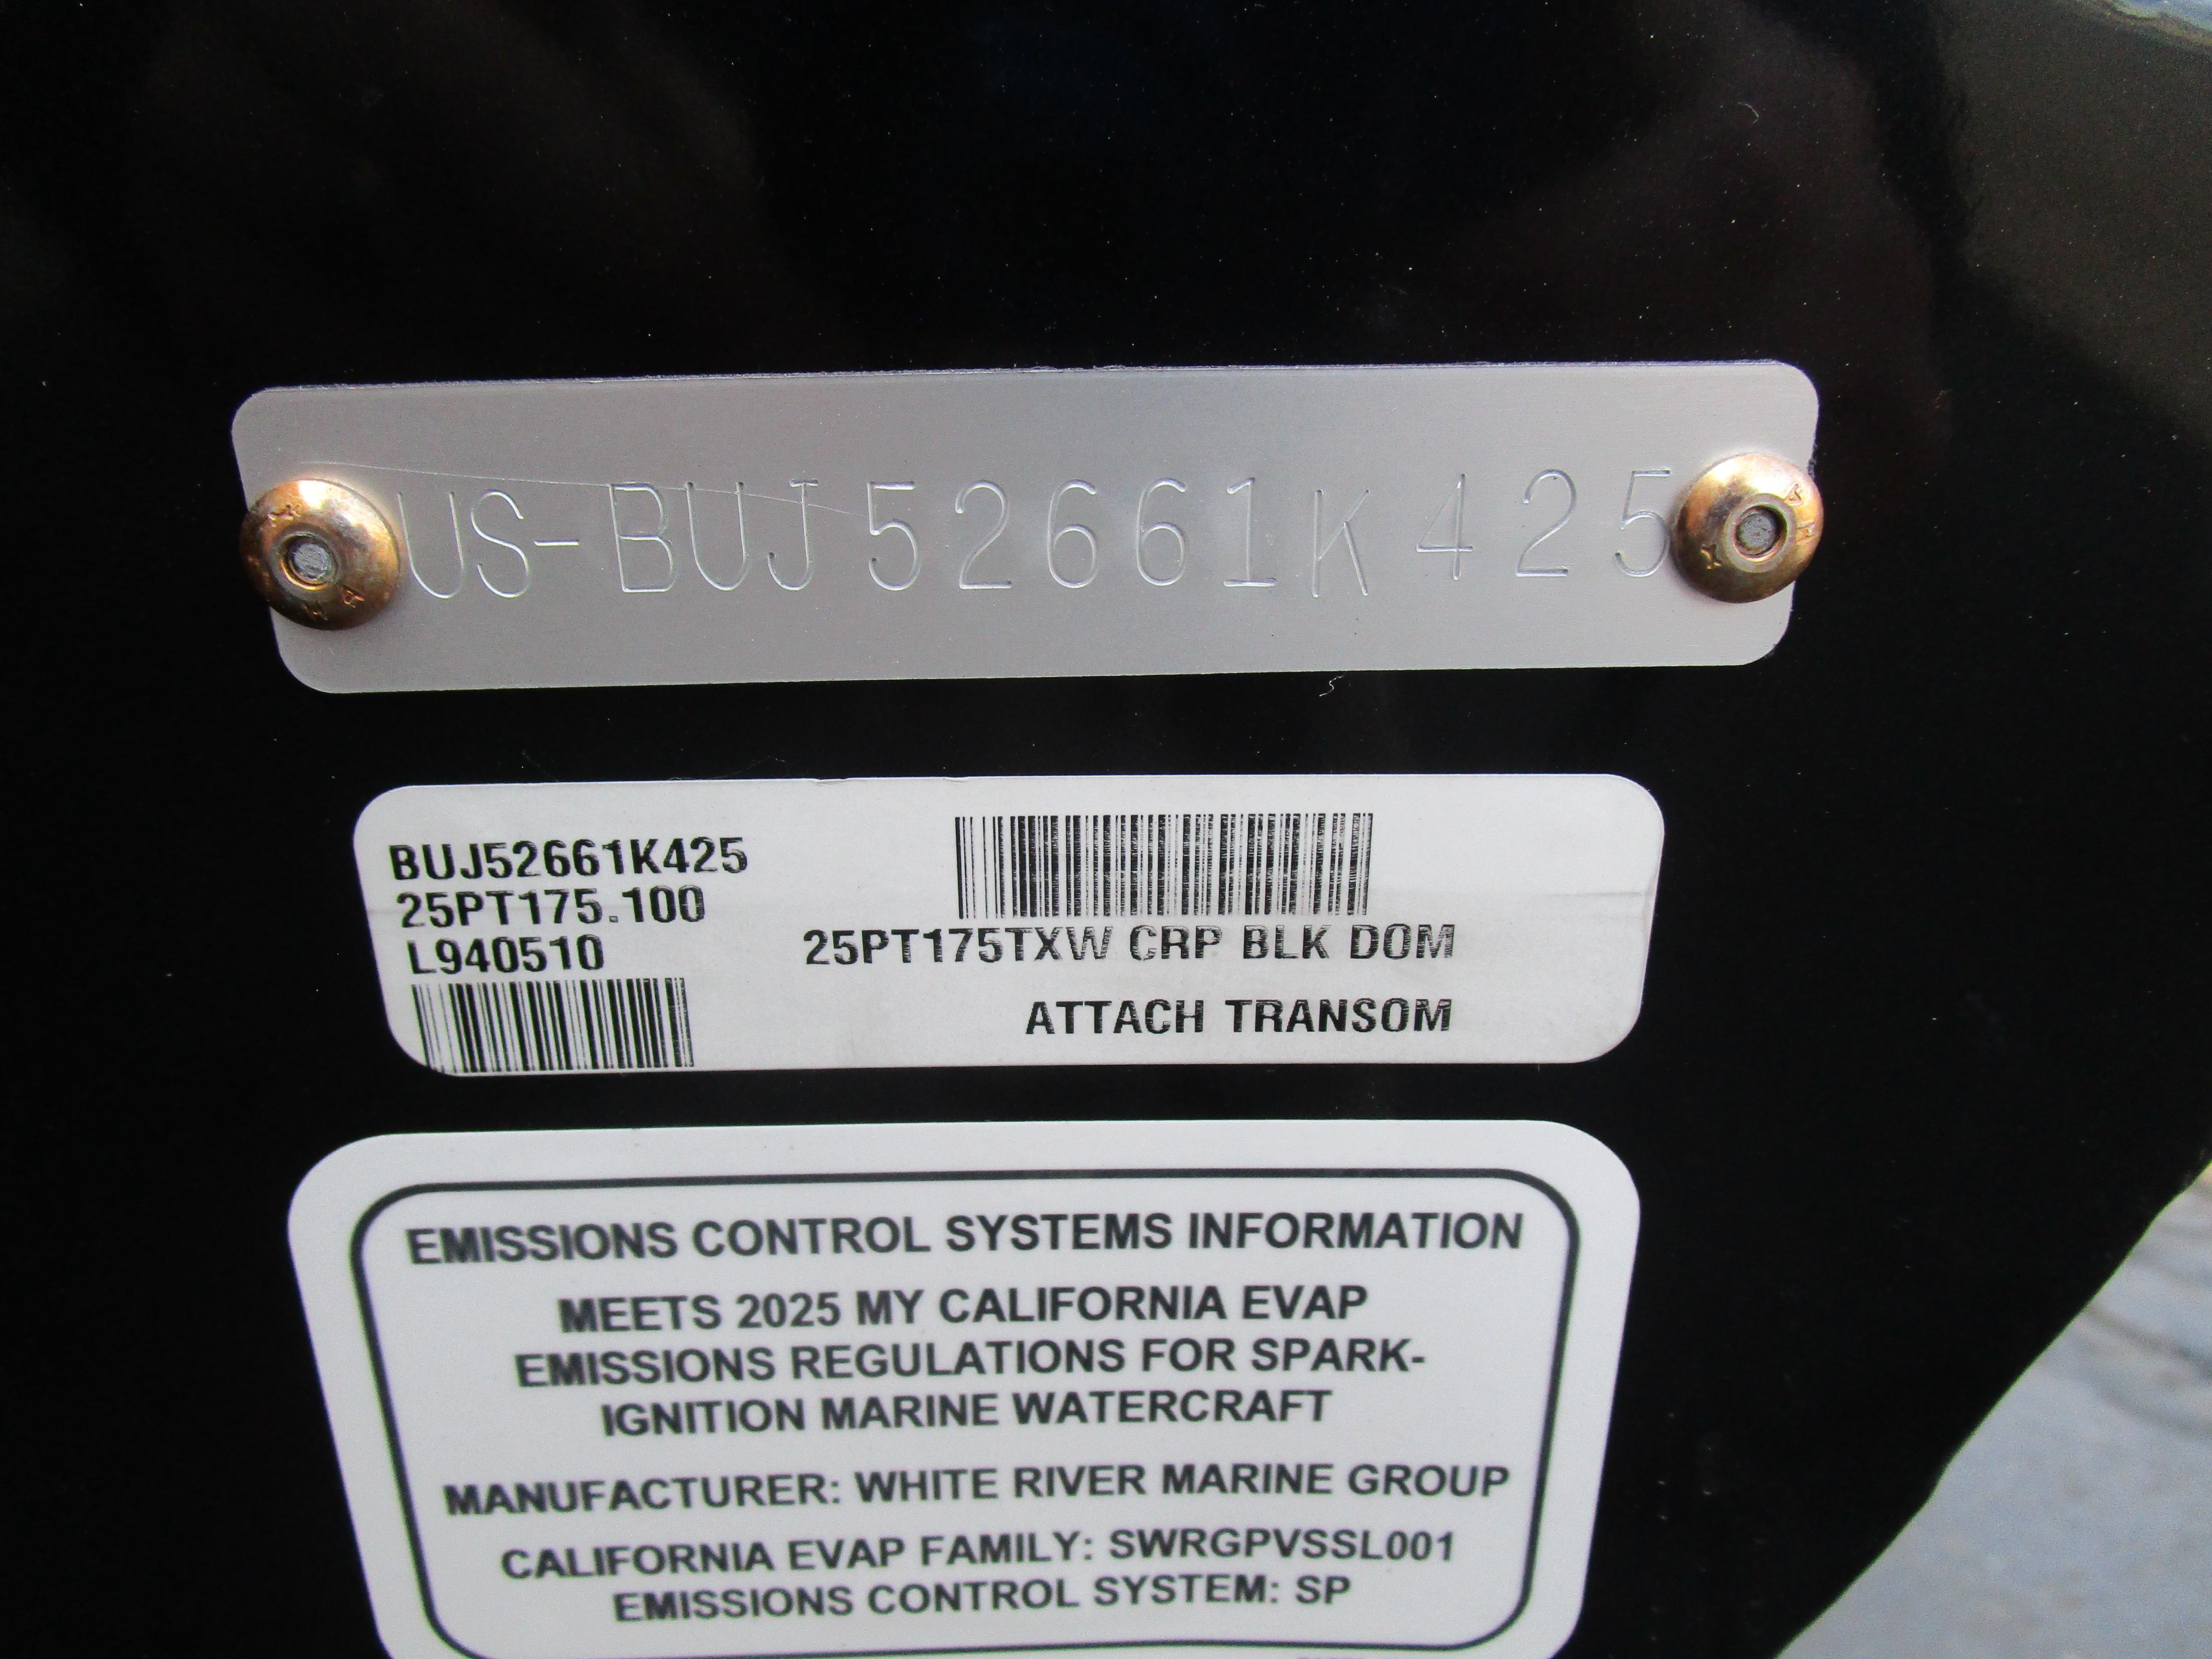 US-BUJ52661K425
BUJ52661K425
25PT175.100
L940510
25PT175TXW CRP BLK DOM
ATTACH TRANSOM
EMISSIONS CONTROL SYSTEMS INFORMATION
MEETS 2025 MY CALIFORNIA EVAP
EMISSIONS REGULATIONS FOR SPARK-
IGNITION MARINE WATERCRAFT
MANUFACTURER: WHITE RIVER MARINE GROUP
CALIFORNIA EVAP FAMILY: SWRGPVSSL001
EMISSIONS CONTROL SYSTEM: SP